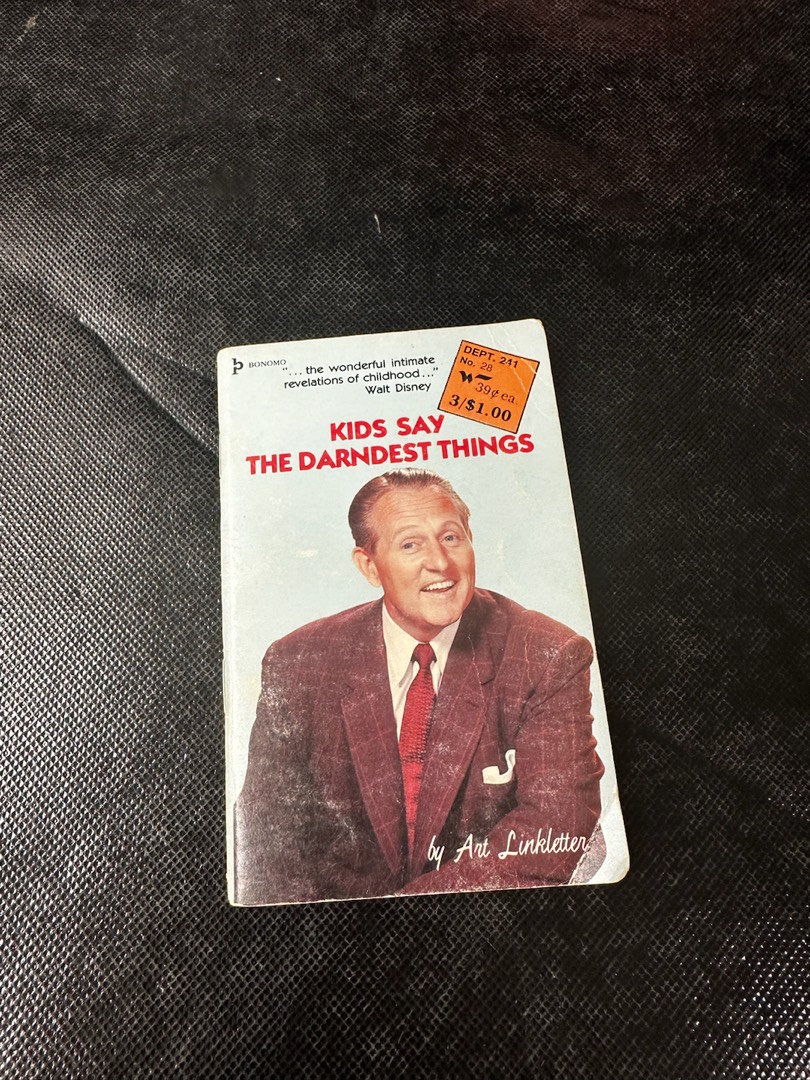 BONOMO
"... the wonderful intimate
revelations of childhood..."
Walt Disney
DEPT. 241
No. 28
39¢ ea.
3/$1.00
KIDS SAY
THE DARNDEST THINGS
by Art Linkletter